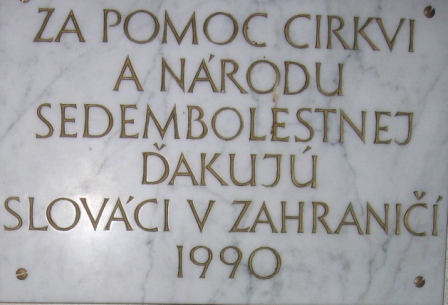 ZA POMOC CIRKVI
A NÁRODU
SEDEMBOLESTNEJ
ĎAKUJÚ
SLOVÁCI V ZAHRANIČÍ
1990